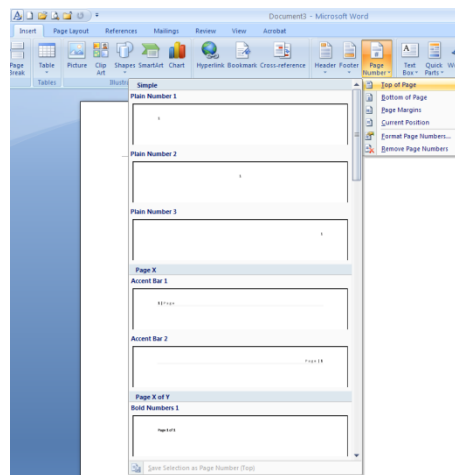 Document3 - Microsoft Word
Insert Page Layout References Mailings Review View Acrobat
Page Break Table Picture Clip Art Shapes SmartArt Chart Hyperlink Bookmark Cross-reference Header Footer Page Number Text Box Quick Parts
Tables
Simple
Plain Number 1
Plain Number 2
Plain Number 3
Page X
Accent Bar 1
Accent Bar 2
Page X of Y
Bold Numbers 1
Page 1 of 1
Save Selection as Page Number (Top)
Top of Page
Bottom of Page
Page Margins
Current Position
Format Page Numbers...
Remove Page Numbers